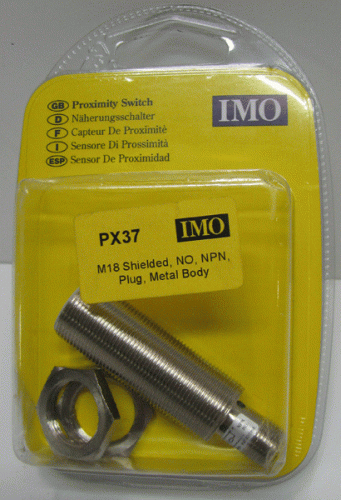 GB Proximity Switch
D Näherungsschalter
F Capteur De Proximité
I Sensore Di Prossimità
ESP Sensor De Proximidad
IMO
PX37
IMO
M18 Shielded, NO, NPN,
Plug, Metal Body